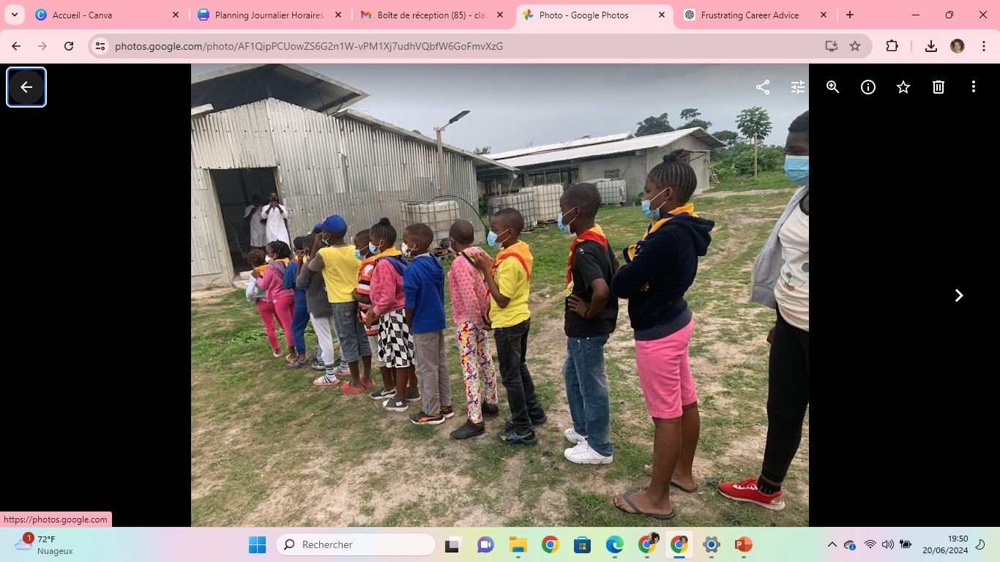 Accueil - Canva
Planning Journalier Horaires
Boîte de réception (85) - cla
Photo - Google Photos
Frustrating Career Advice
photos.google.com/photo/AF1QipPCUowZS6G2n1W-vPM1Xj7udhVQbfW6GoFmvXzG
https://photos.google.com
1
72°F
Nuageux
Rechercher
19:50
20/06/2024